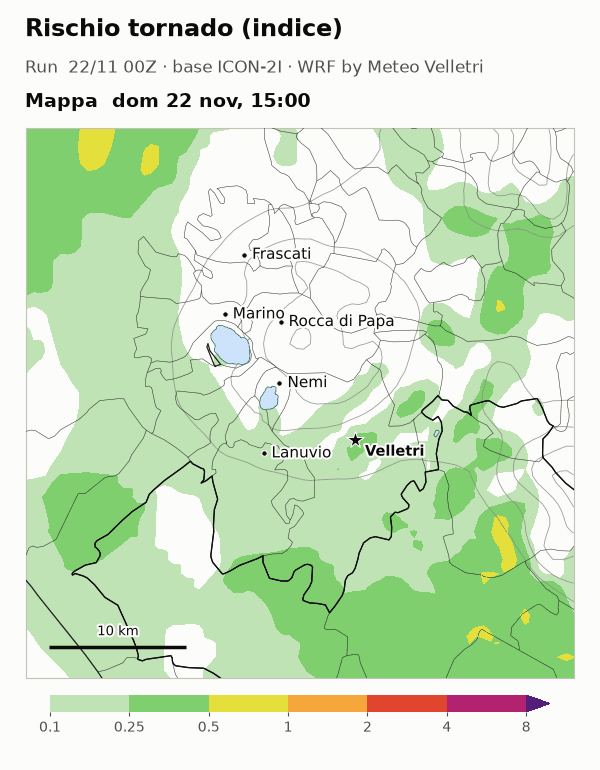 Rischio tornado (indice)
Run 22/11 00Z · base ICON-2I · WRF by Meteo Velletri
Mappa dom 22 nov, 15:00
Frascati
Marino
Rocca di Papa
Nemi
Lanuvio
Velletri
10 km
0.1 0.25 0.5 1 2 4 8